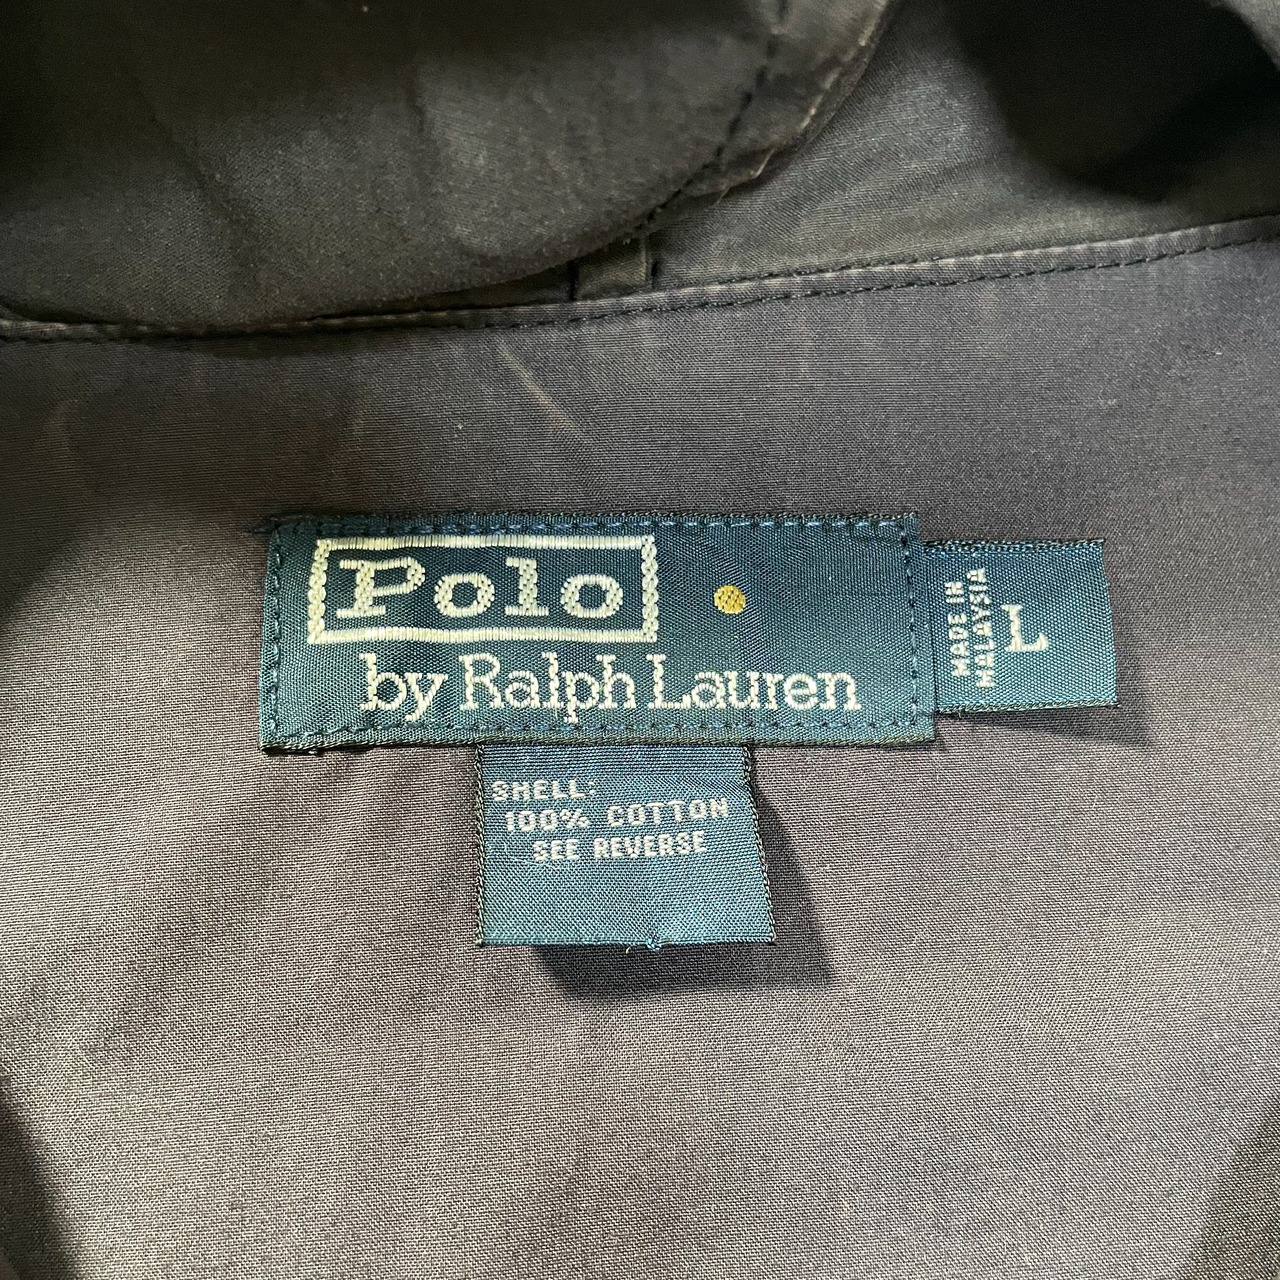 Polo
by Ralph Lauren
MADE IN
MALAYSIA
L
SHELL:
100% COTTON
SEE REVERSE